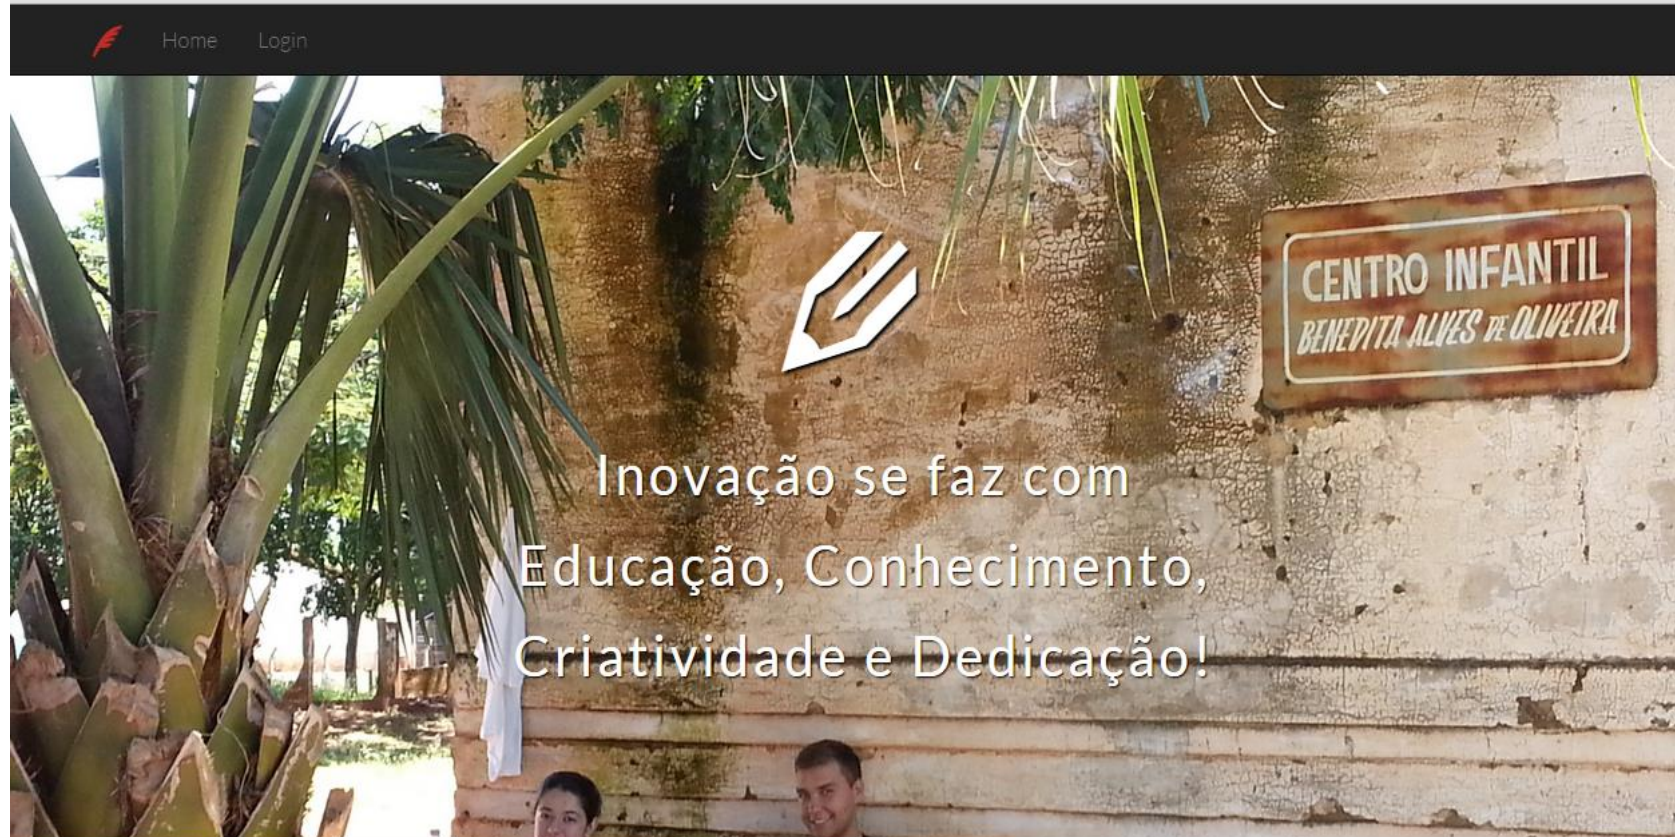 Home Login
CENTRO INFANTIL
BENEDITA ALVES DE OLIVEIRA
Inovação se faz com
Educação, Conhecimento,
Criatividade e Dedicação!